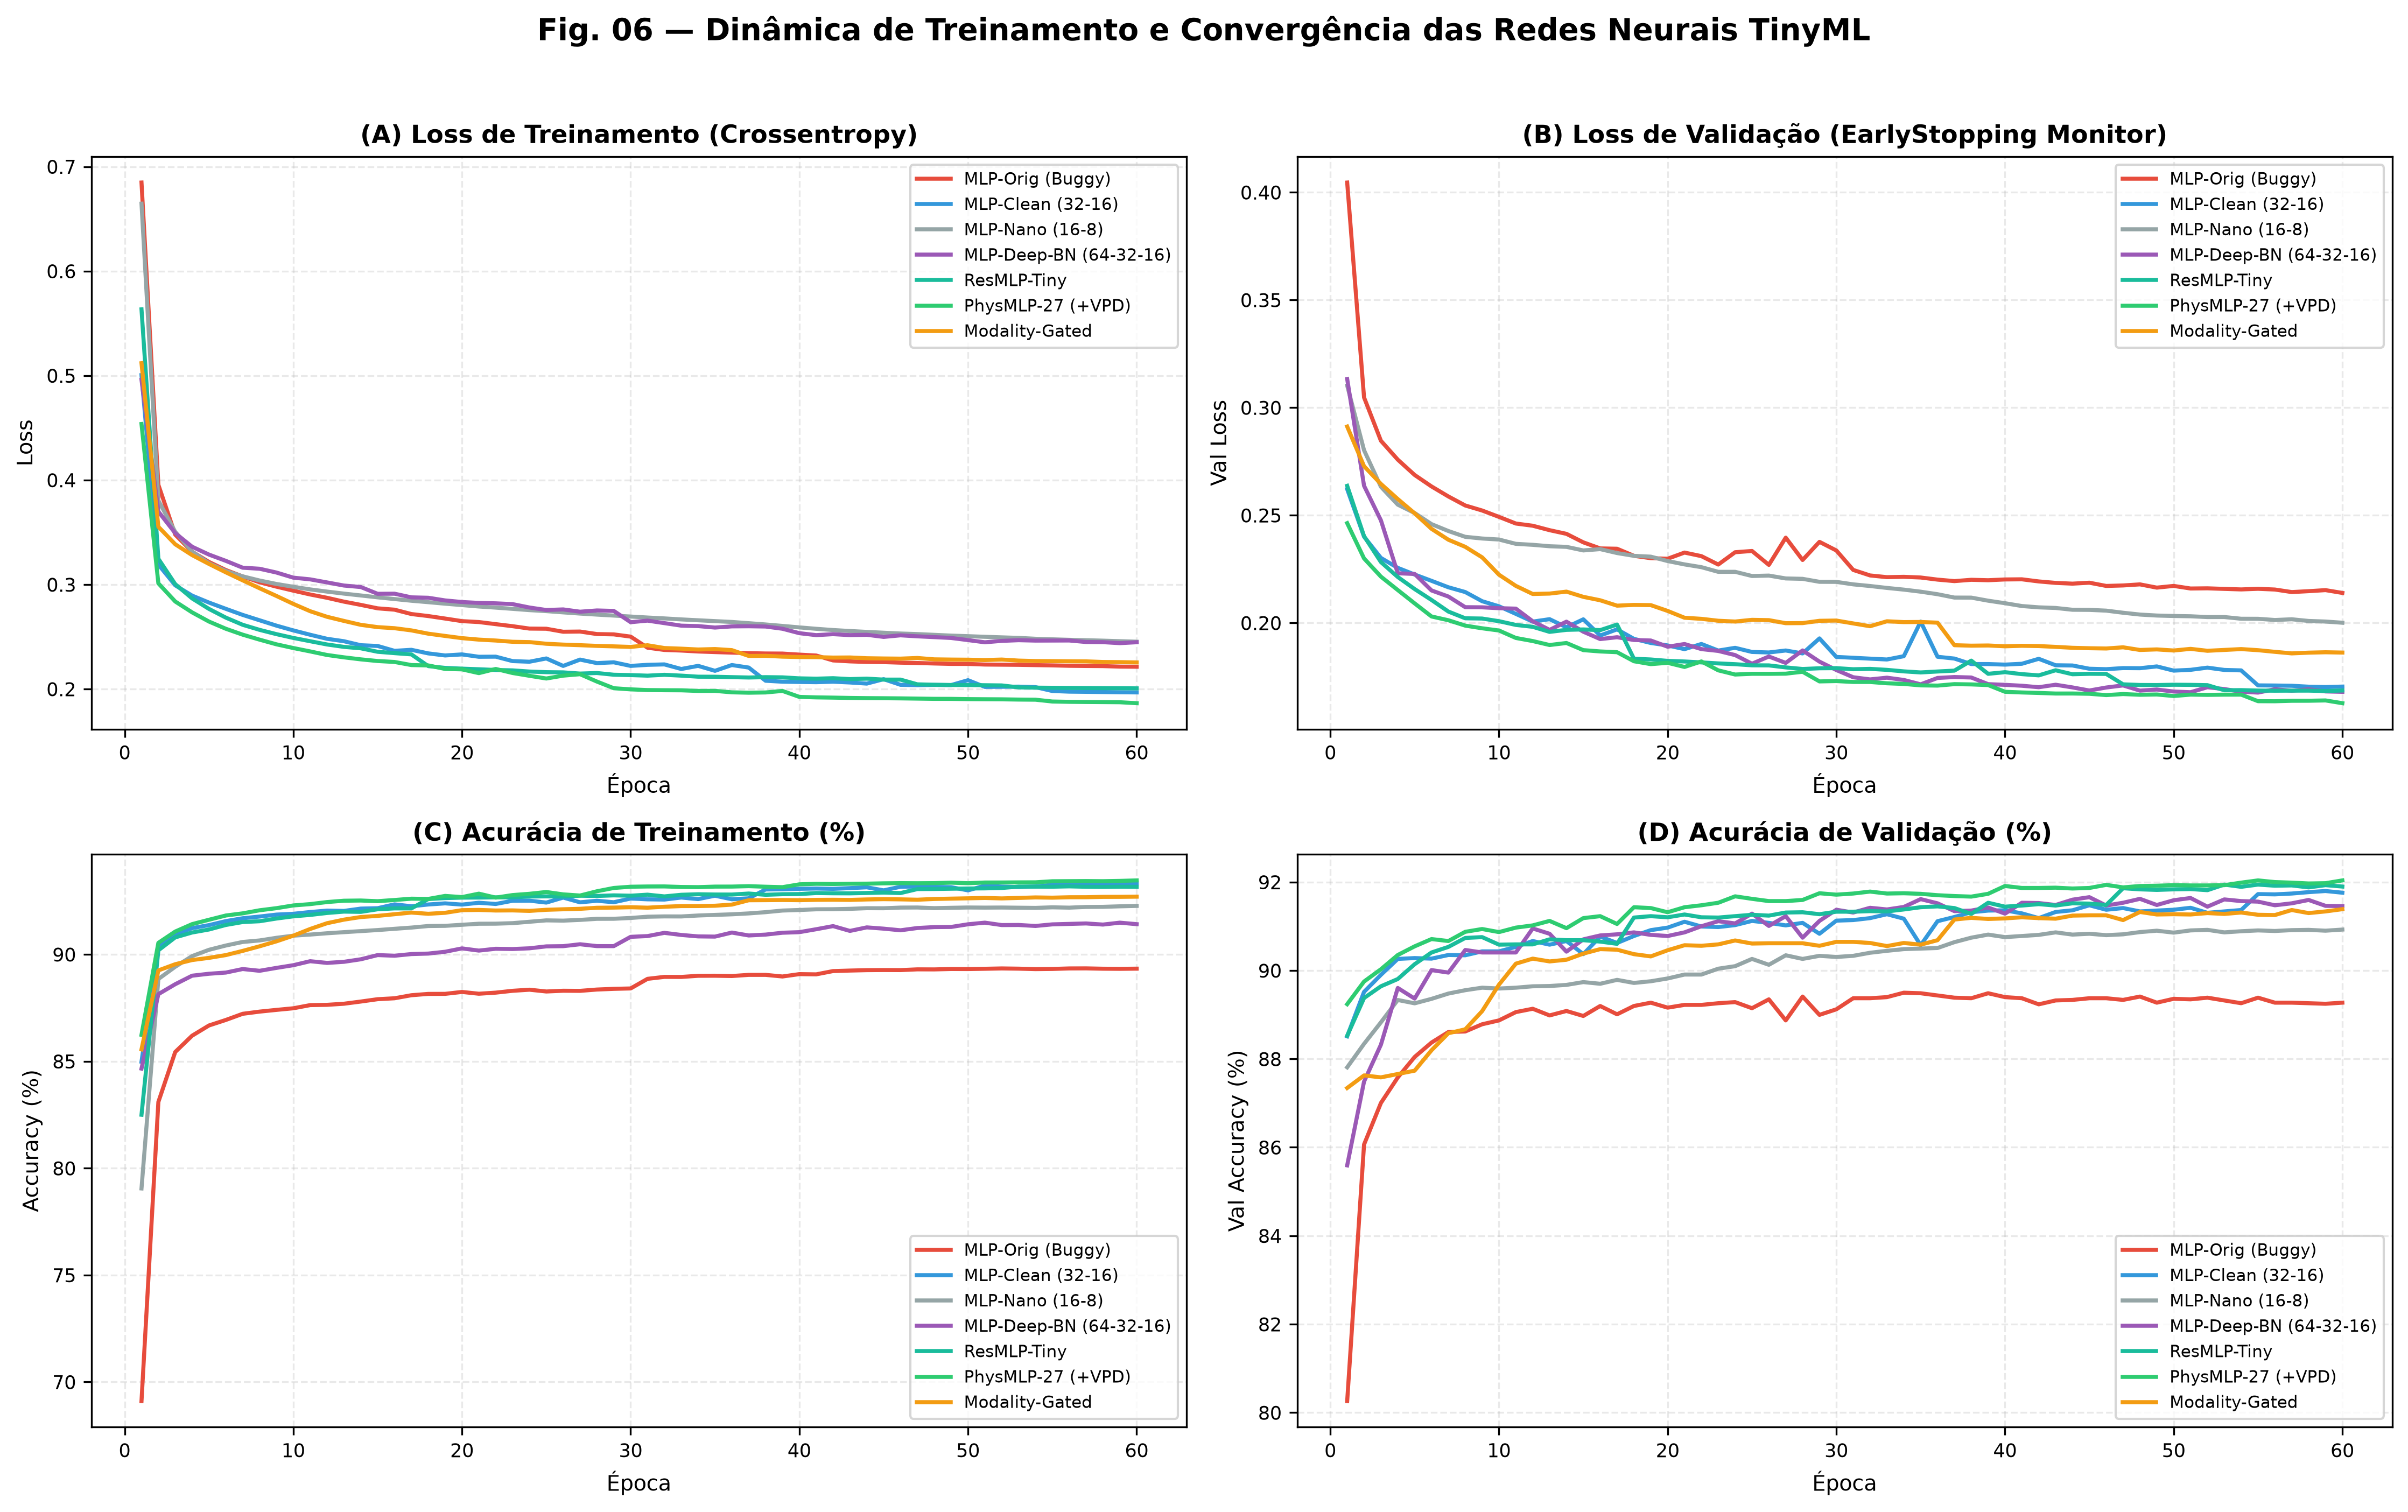 Fig. 06 — Dinâmica de Treinamento e Convergência das Redes Neurais TinyML
(A) Loss de Treinamento (Crossentropy)
0.7
0.6
0.5
0.4
0.3
0.2
Loss
0
10
20
30
40
50
60
Época
MLP-Orig (Buggy)
MLP-Clean (32-16)
MLP-Nano (16-8)
MLP-Deep-BN (64-32-16)
ResMLP-Tiny
PhysMLP-27 (+VPD)
Modality-Gated
(B) Loss de Validação (EarlyStopping Monitor)
0.40
0.35
0.30
0.25
0.20
Val Loss
0
10
20
30
40
50
60
Época
MLP-Orig (Buggy)
MLP-Clean (32-16)
MLP-Nano (16-8)
MLP-Deep-BN (64-32-16)
ResMLP-Tiny
PhysMLP-27 (+VPD)
Modality-Gated
(C) Acurácia de Treinamento (%)
90
85
80
75
70
Accuracy (%)
0
10
20
30
40
50
60
Época
MLP-Orig (Buggy)
MLP-Clean (32-16)
MLP-Nano (16-8)
MLP-Deep-BN (64-32-16)
ResMLP-Tiny
PhysMLP-27 (+VPD)
Modality-Gated
(D) Acurácia de Validação (%)
92
90
88
86
84
82
80
Val Accuracy (%)
0
10
20
30
40
50
60
Época
MLP-Orig (Buggy)
MLP-Clean (32-16)
MLP-Nano (16-8)
MLP-Deep-BN (64-32-16)
ResMLP-Tiny
PhysMLP-27 (+VPD)
Modality-Gated